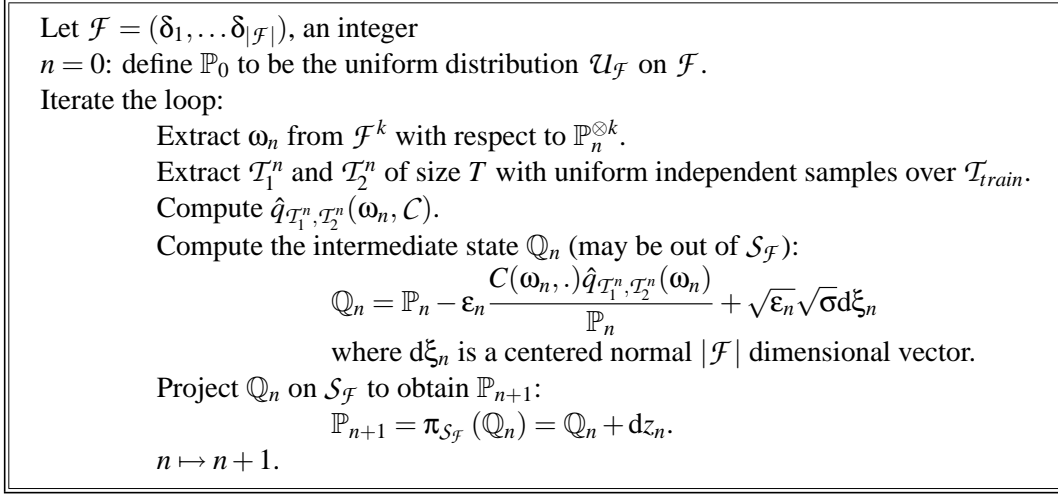 Let 𝓕 = (δ₁,...δ_{|𝓕|}), an integer
n = 0: define ℙ₀ to be the uniform distribution 𝓤_𝓕 on 𝓕.
Iterate the loop:
Extract ωₙ from 𝓕^k with respect to ℙₙ^{⊗k}.
Extract 𝒯₁ⁿ and 𝒯₂ⁿ of size T with uniform independent samples over 𝒯_{train}.
Compute q̂_{𝒯₁ⁿ,𝒯₂ⁿ}(ωₙ, 𝒞).
Compute the intermediate state ℚₙ (may be out of 𝒮_𝓕):
ℚₙ = ℙₙ − εₙ \frac{C(ωₙ,.)q̂_{𝒯₁ⁿ,𝒯₂ⁿ}(ωₙ)}{ℙₙ} + √εₙ√σdξₙ
where dξₙ is a centered normal |𝓕| dimensional vector.
Project ℚₙ on 𝒮_𝓕 to obtain ℙₙ₊₁:
ℙₙ₊₁ = π_{𝒮_𝓕} (ℚₙ) = ℚₙ + dzₙ.
n ↦ n + 1.